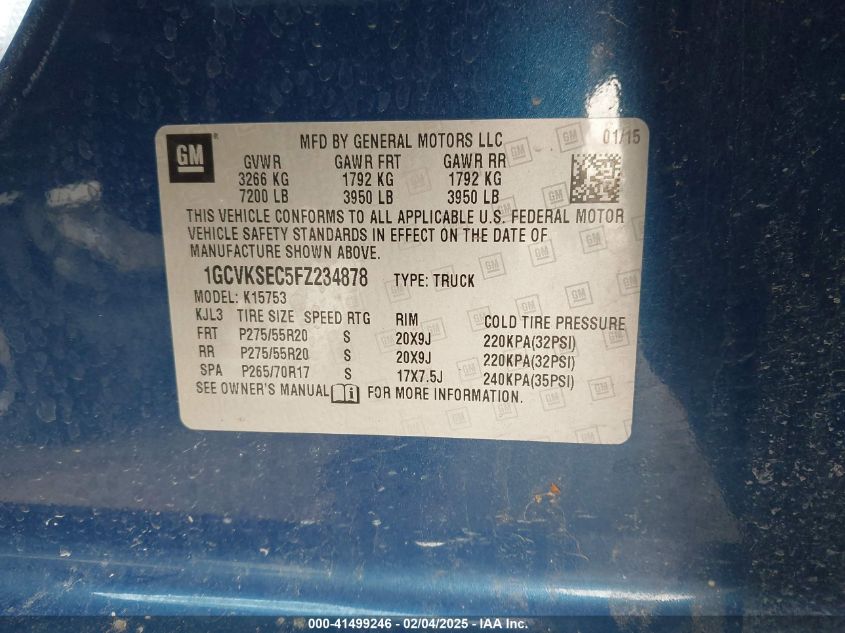 GM
MFD BY GENERAL MOTORS LLC 01/15
GVWR GAWR FRT GAWR RR
3266 KG 1792 KG 1792 KG
7200 LB 3950 LB 3950 LB
THIS VEHICLE CONFORMS TO ALL APPLICABLE U.S. FEDERAL MOTOR
VEHICLE SAFETY STANDARDS IN EFFECT ON THE DATE OF
MANUFACTURE SHOWN ABOVE.
1GCVKSEC5FZ234878 TYPE: TRUCK
MODEL: K15753
KJL3 TIRE SIZE SPEED RTG RIM COLD TIRE PRESSURE
FRT P275/55R20 S 20X9J 220KPA(32PSI)
RR P275/55R20 S 20X9J 220KPA(32PSI)
SPA P265/70R17 S 17X7.5J 240KPA(35PSI)
SEE OWNER'S MANUAL FOR MORE INFORMATION.
000-41499246 - 02/04/2025 - IAA Inc.